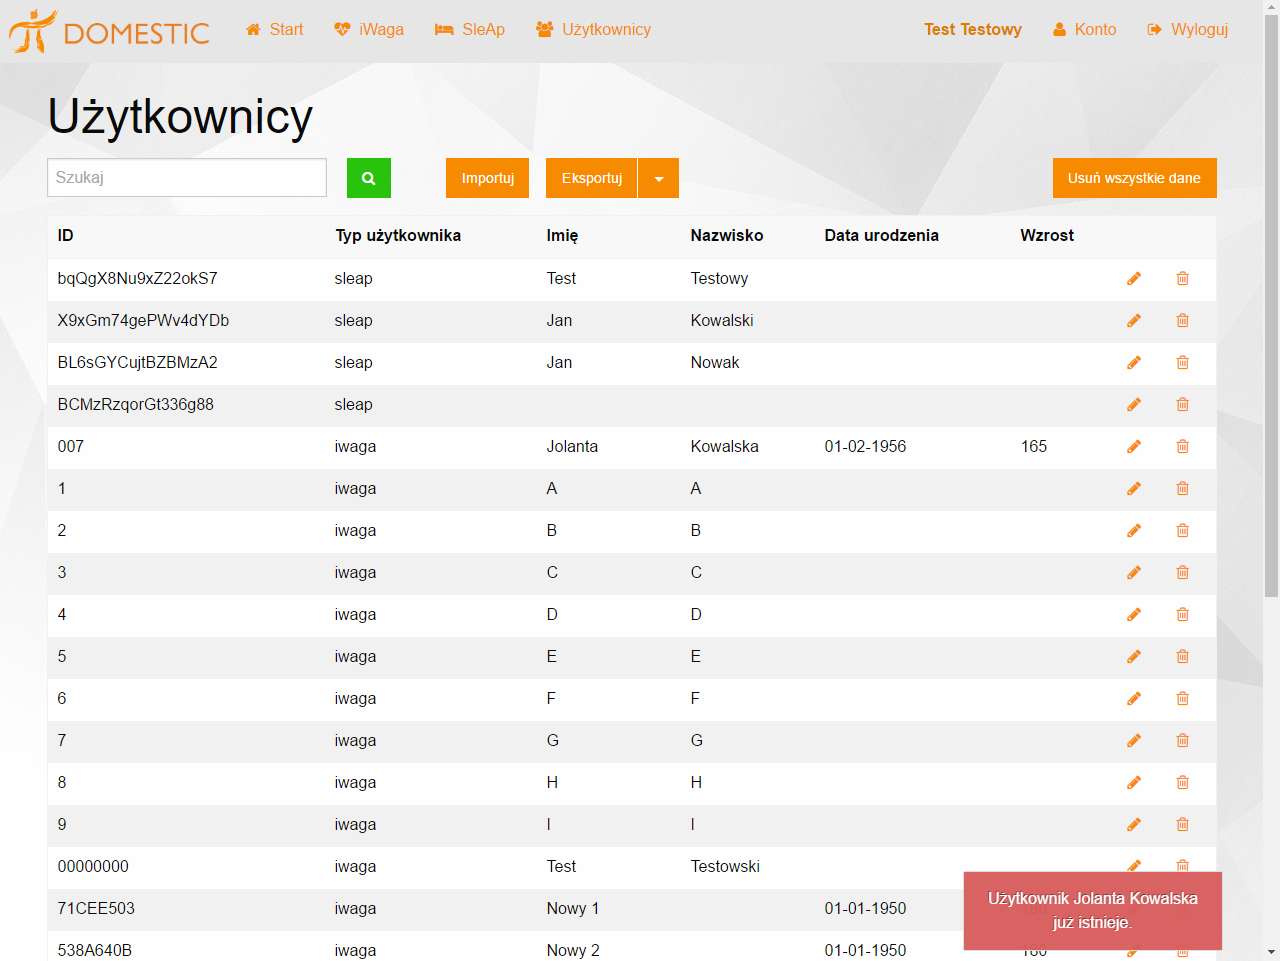 DOMESTIC Start iWaga SleAp Użytkownicy Test Testowy Konto Wyloguj
Użytkownicy
Szukaj Importuj Eksportuj Usuń wszystkie dane
ID Typ użytkownika Imię Nazwisko Data urodzenia Wzrost
bqQgX8Nu9xZ22okS7 sleap Test Testowy
X9xGm74gePWv4dYDb sleap Jan Kowalski
BL6sGYCujtBZBMzA2 sleap Jan Nowak
BCMzRzqorGt336g88 sleap
007 iwaga Jolanta Kowalska 01-02-1956 165
1 iwaga A A
2 iwaga B B
3 iwaga C C
4 iwaga D D
5 iwaga E E
6 iwaga F F
7 iwaga G G
8 iwaga H H
9 iwaga I I
00000000 iwaga Test Testowski
71CEE503 iwaga Nowy 1 01-01-1950 180
538A640B iwaga Nowy 2 01-01-1950 180
Użytkownik Jolanta Kowalska
już istnieje.